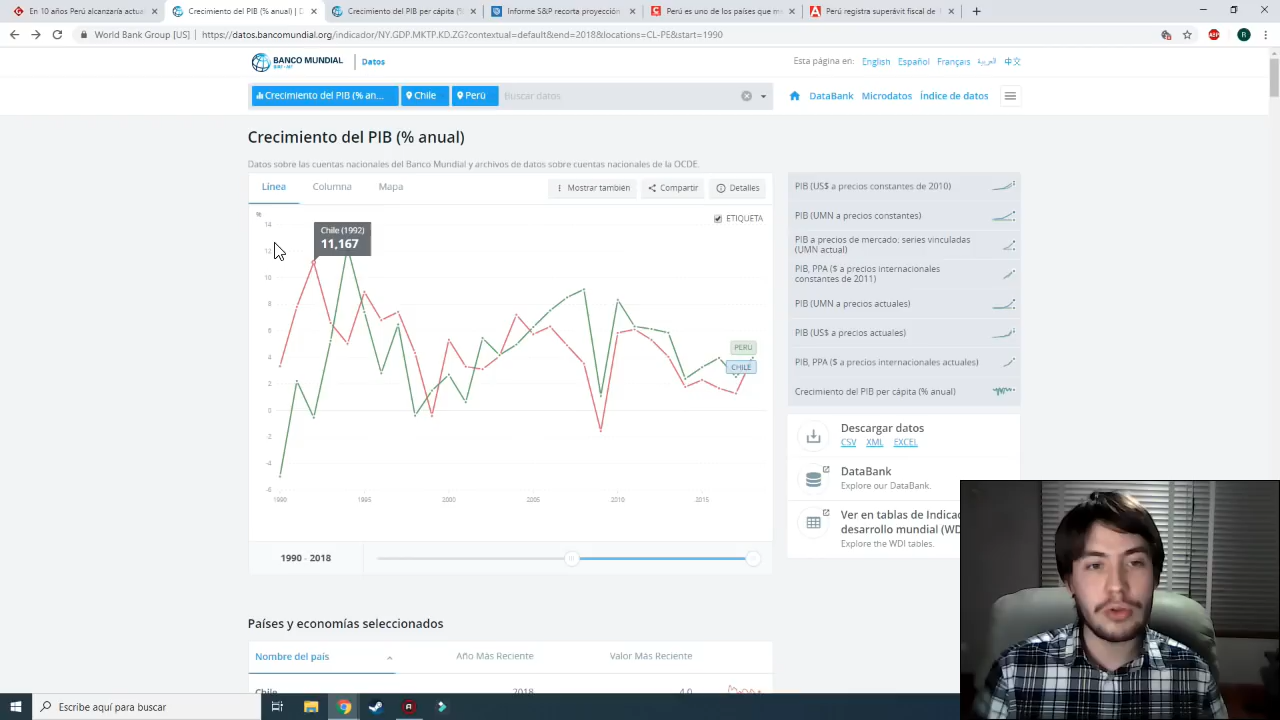 En 10 años Perú alcanzaría actual
Crecimiento del PIB (% anual) | D
Crecimiento del PIB per cápita (%
Informe S&P recorta proyección
Perú es uno de los países que m
Perú registra superávit fiscal de
World Bank Group [US] | https://datos.bancomundial.org/indicador/NY.GDP.MKTP.KD.ZG?contextual=default&end=2018&locations=CL-PE&start=1990
BANCO MUNDIAL
BIRF • AIF
Datos
Esta página en: English Español Français العربية 中文
Crecimiento del PIB (% an...
Chile
Perú
Buscar datos
DataBank Microdatos Índice de datos
Crecimiento del PIB (% anual)
Datos sobre las cuentas nacionales del Banco Mundial y archivos de datos sobre cuentas nacionales de la OCDE.
Línea Columna Mapa
Mostrar también Compartir Detalles
%
ETIQUETA
Chile (1992)
11,167
14
12
10
8
6
4
2
0
-2
-4
-6
PERÚ
CHILE
1990 1995 2000 2005 2010 2015
1990 - 2018
PIB (US$ a precios constantes de 2010)
PIB (UMN a precios constantes)
PIB a precios de mercado: series vinculadas
(UMN actual)
PIB, PPA ($ a precios internacionales
constantes de 2011)
PIB (UMN a precios actuales)
PIB (US$ a precios actuales)
PIB, PPA ($ a precios internacionales actuales)
Crecimiento del PIB per cápita (% anual)
Descargar datos
CSV XML EXCEL
DataBank
Explore our DataBank.
Ver en tablas de Indica
desarrollo mundial (WD
Explore the WDI tables.
Países y economías seleccionados
Nombre del país Año Más Reciente Valor Más Reciente
Chile 2018 4,0
Escribe aquí para buscar